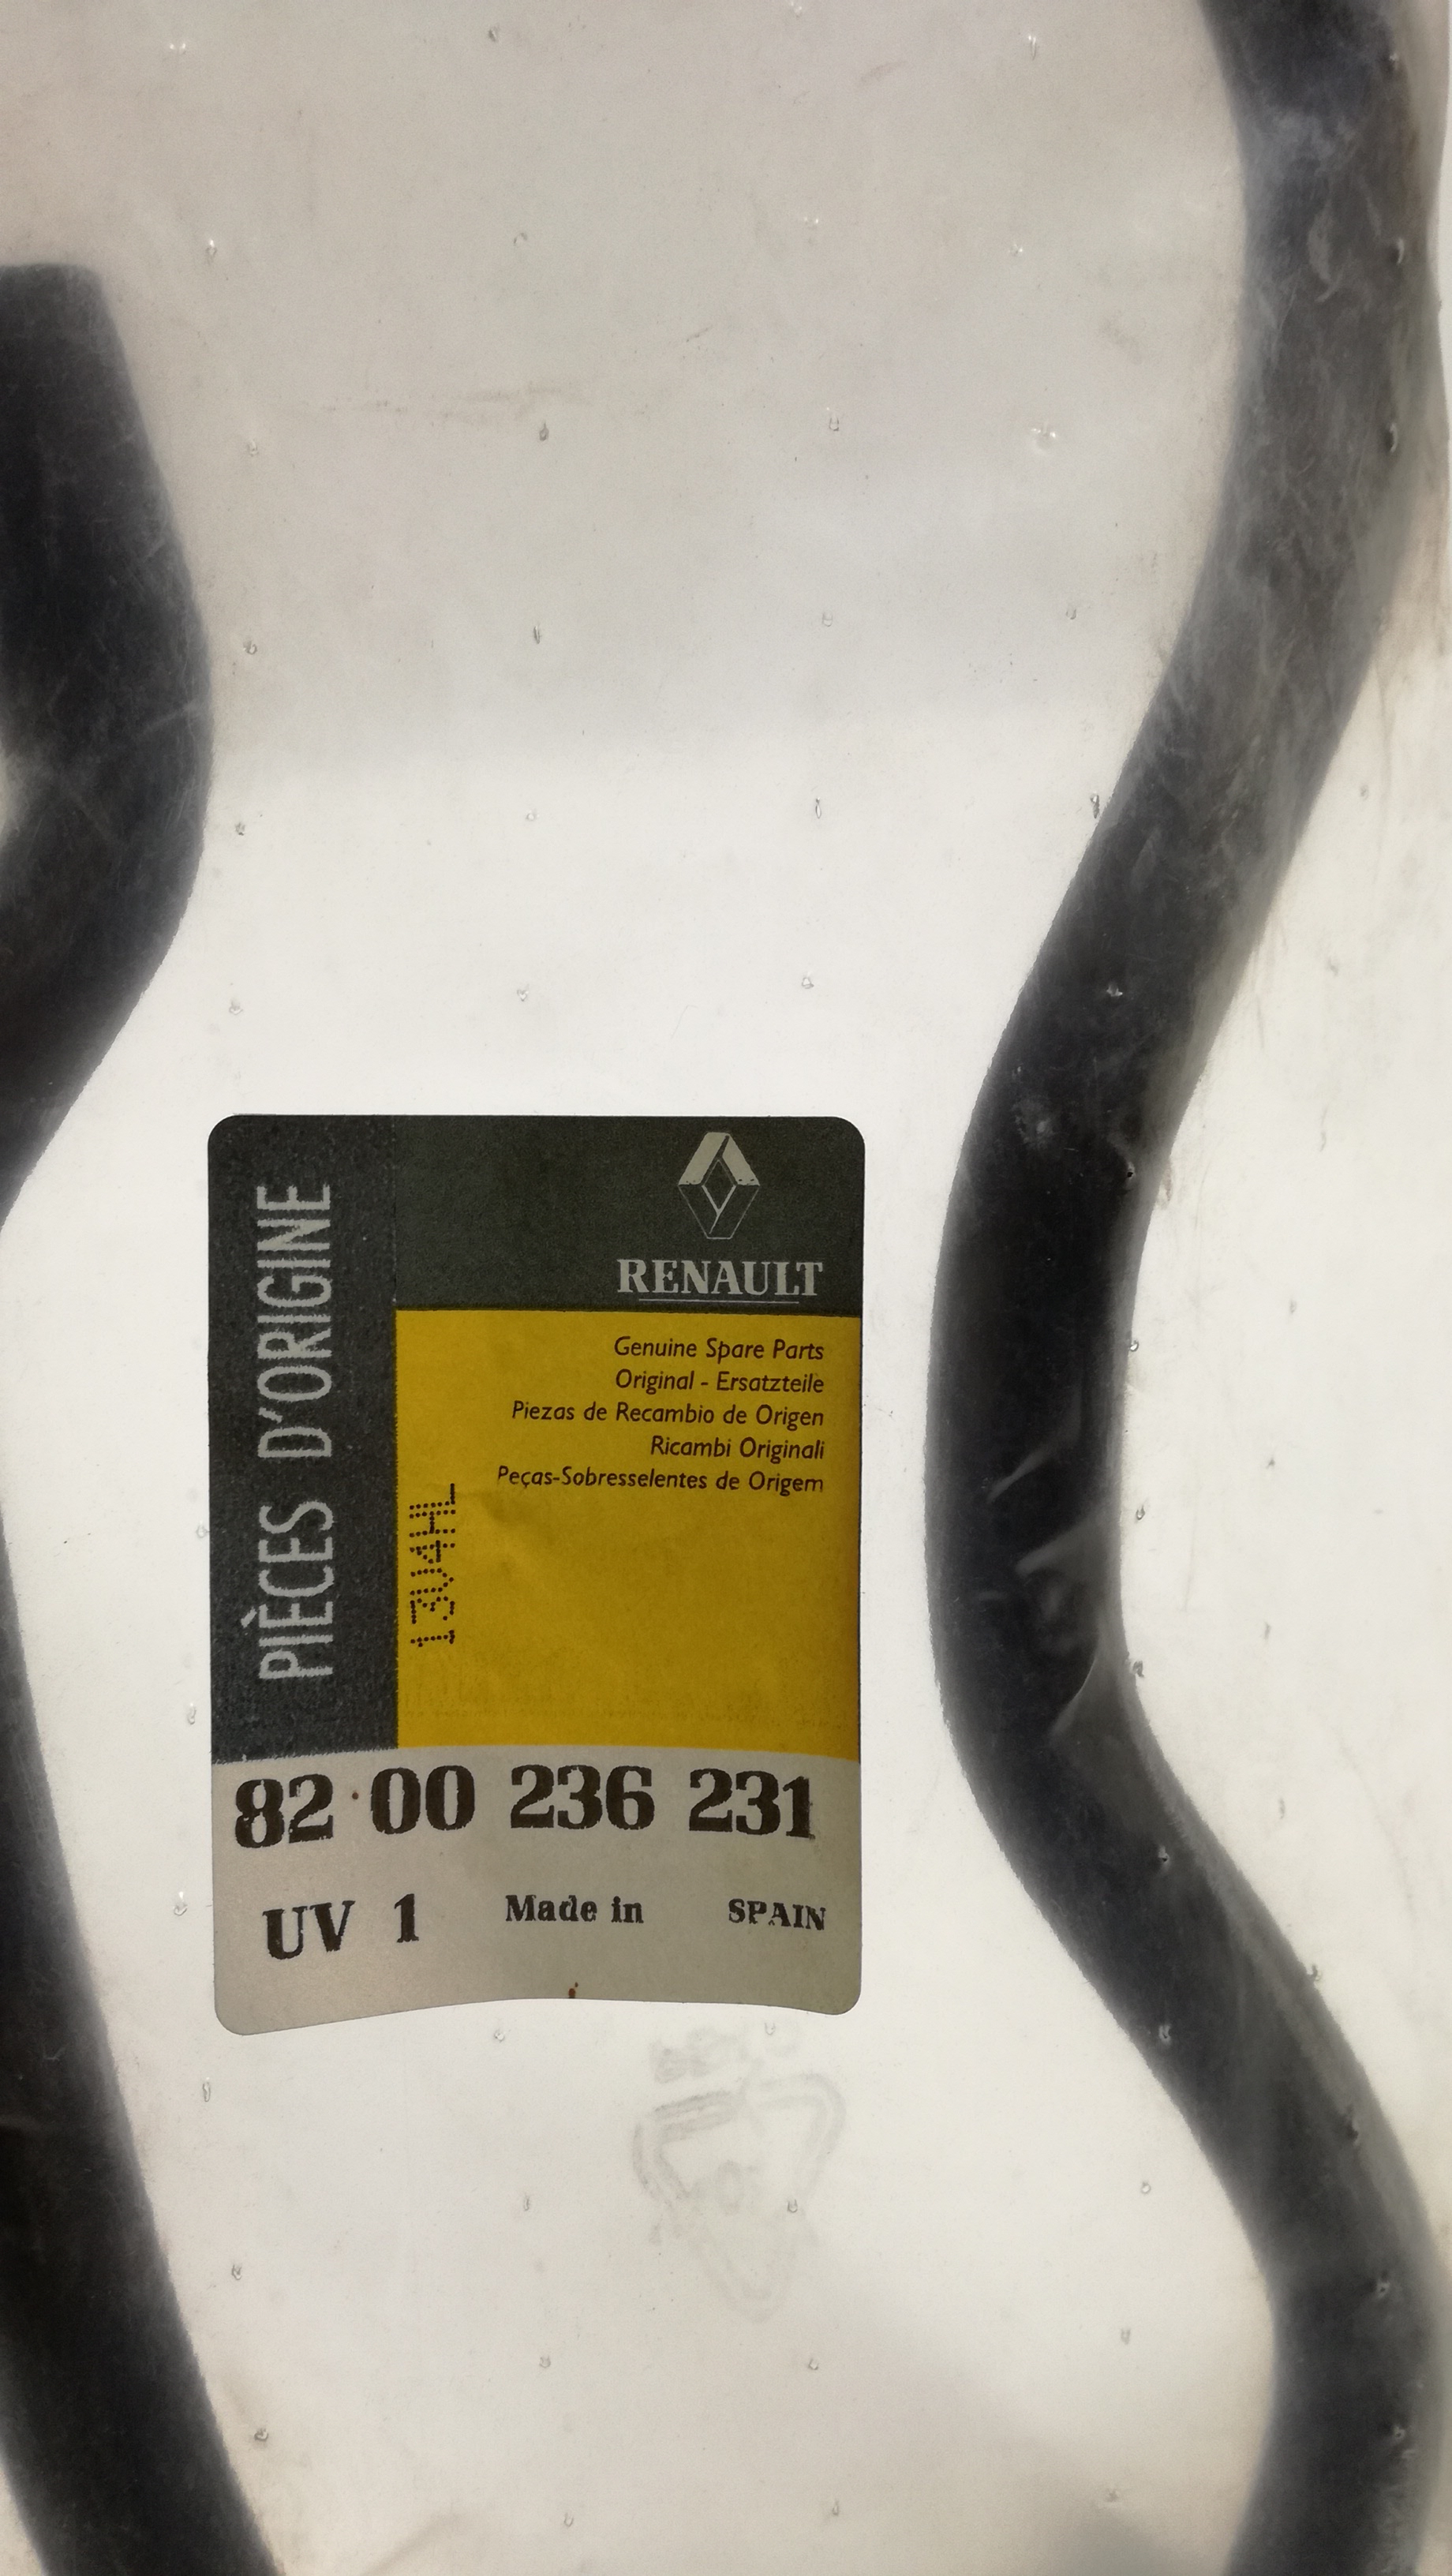 PIÈCES D'ORIGINE
RENAULT
Genuine Spare Parts
Original - Ersatzteile
Piezas de Recambio de Origen
Ricambi Originali
Peças-Sobresselentes de Origem
13U4HL
82 00 236 231
UV 1 Made in SPAIN